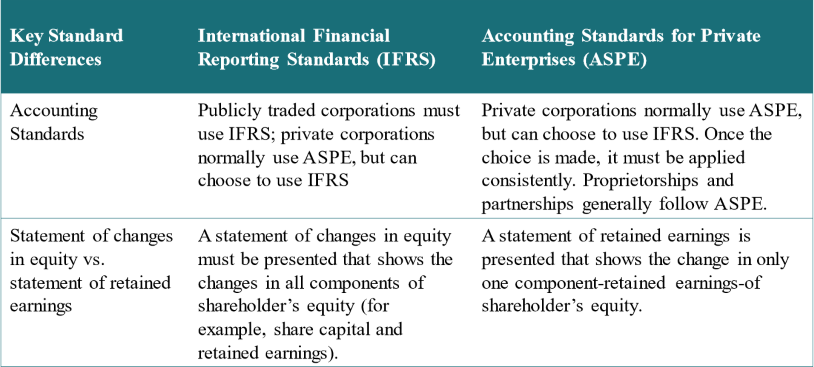 Key Standard
Differences
International Financial
Reporting Standards (IFRS)
Accounting Standards for Private
Enterprises (ASPE)
Accounting
Standards
Publicly traded corporations must
use IFRS; private corporations
normally use ASPE, but can
choose to use IFRS
Private corporations normally use ASPE,
but can choose to use IFRS. Once the
choice is made, it must be applied
consistently. Proprietorships and
partnerships generally follow ASPE.
Statement of changes
in equity vs.
statement of retained
earnings
A statement of changes in equity
must be presented that shows the
changes in all components of
shareholder’s equity (for
example, share capital and
retained earnings).
A statement of retained earnings is
presented that shows the change in only
one component-retained earnings-of
shareholder’s equity.